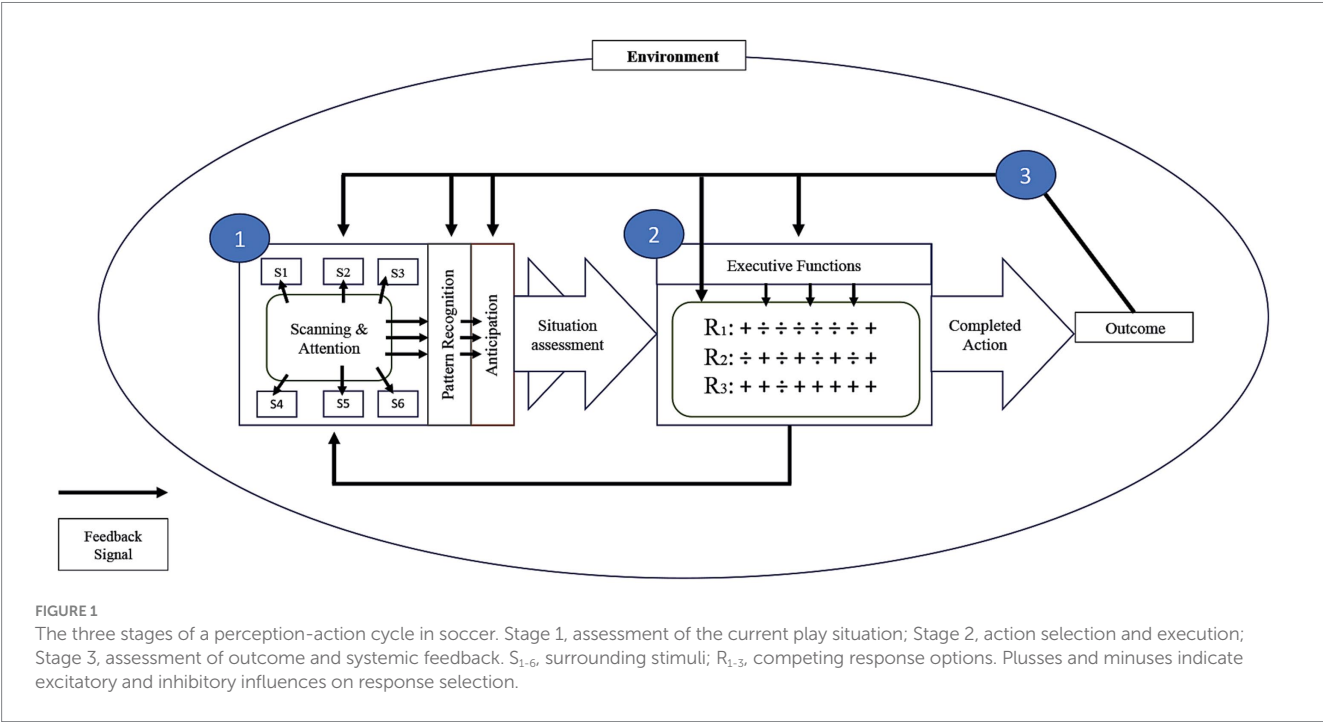 Environment
3
1
2
S1
S2
S3
Scanning &
Attention
S4
S5
S6
Pattern Recognition
Anticipation
Situation
assessment
Executive Functions
R1: + ÷ ÷ ÷ ÷ ÷ ÷ ÷ +
R2: ÷ + ÷ + ÷ + ÷ +
R3: + + ÷ + + + + +
Completed
Action
Outcome
Feedback
Signal
FIGURE 1
The three stages of a perception-action cycle in soccer. Stage 1, assessment of the current play situation; Stage 2, action selection and execution;
Stage 3, assessment of outcome and systemic feedback. S1-6, surrounding stimuli; R1-3, competing response options. Plusses and minuses indicate
excitatory and inhibitory influences on response selection.